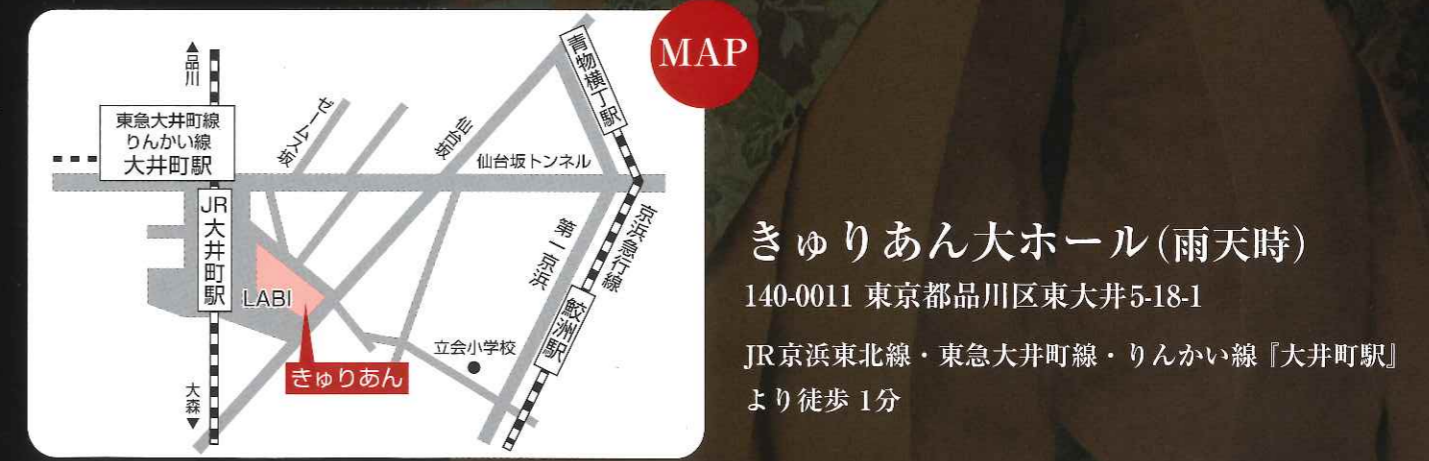 MAP
▲品川
東急大井町線
りんかい線
大井町駅
ゼームス坂
仙台坂
青物横丁駅
仙台坂トンネル
JR大井町駅
LABI
第一京浜
京浜急行線
鮫洲駅
立会小学校
きゅりあん
大森▼
きゅりあん大ホール(雨天時)
140-0011 東京都品川区東大井5-18-1
JR京浜東北線・東急大井町線・りんかい線『大井町駅』
より徒歩 1分